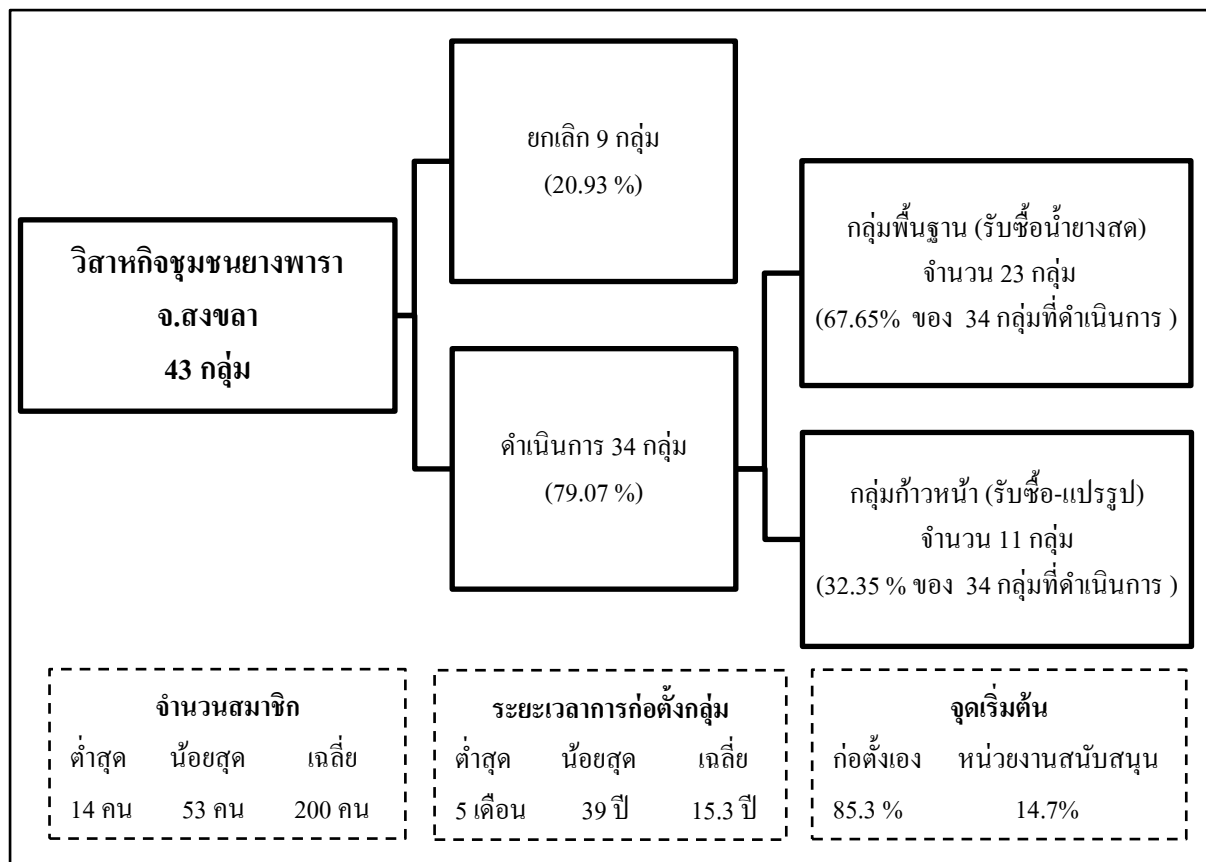 วิสาหกิจชุมชนยางพารา
จ.สงขลา
43 กลุ่ม
ยกเลิก 9 กลุ่ม
(20.93 %)
ดำเนินการ 34 กลุ่ม
(79.07 %)
กลุ่มพื้นฐาน (รับซื้อน้ำยางสด)
จำนวน 23 กลุ่ม
(67.65% ของ 34 กลุ่มที่ดำเนินการ )
กลุ่มก้าวหน้า (รับซื้อ-แปรรูป)
จำนวน 11 กลุ่ม
(32.35 % ของ 34 กลุ่มที่ดำเนินการ )
จำนวนสมาชิก
ต่ำสุด น้อยสุด เฉลี่ย
14 คน 53 คน 200 คน
ระยะเวลาการก่อตั้งกลุ่ม
ต่ำสุด น้อยสุด เฉลี่ย
5 เดือน 39 ปี 15.3 ปี
จุดเริ่มต้น
ก่อตั้งเอง หน่วยงานสนับสนุน
85.3 % 14.7%